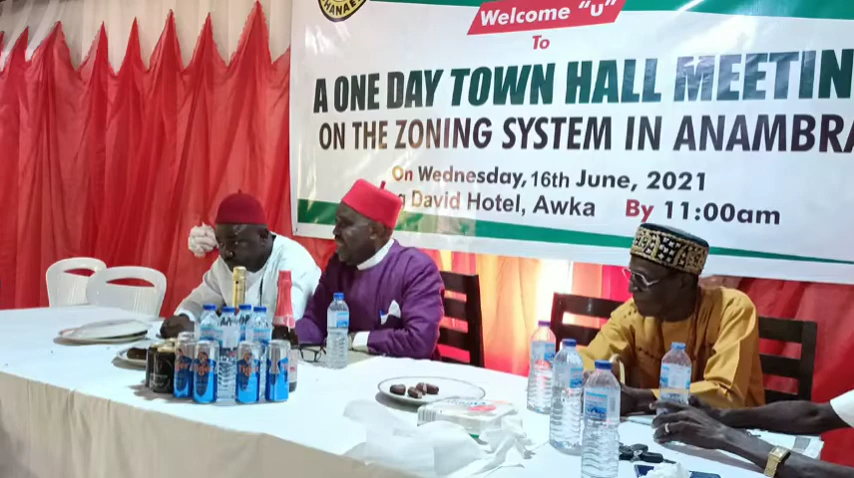 HANAE
Welcome "u"
To
A ONE DAY TOWN HALL MEETIN
ON THE ZONING SYSTEM IN ANAMBRA
On Wednesday, 16th June, 2021
David Hotel, Awka By 11:00am